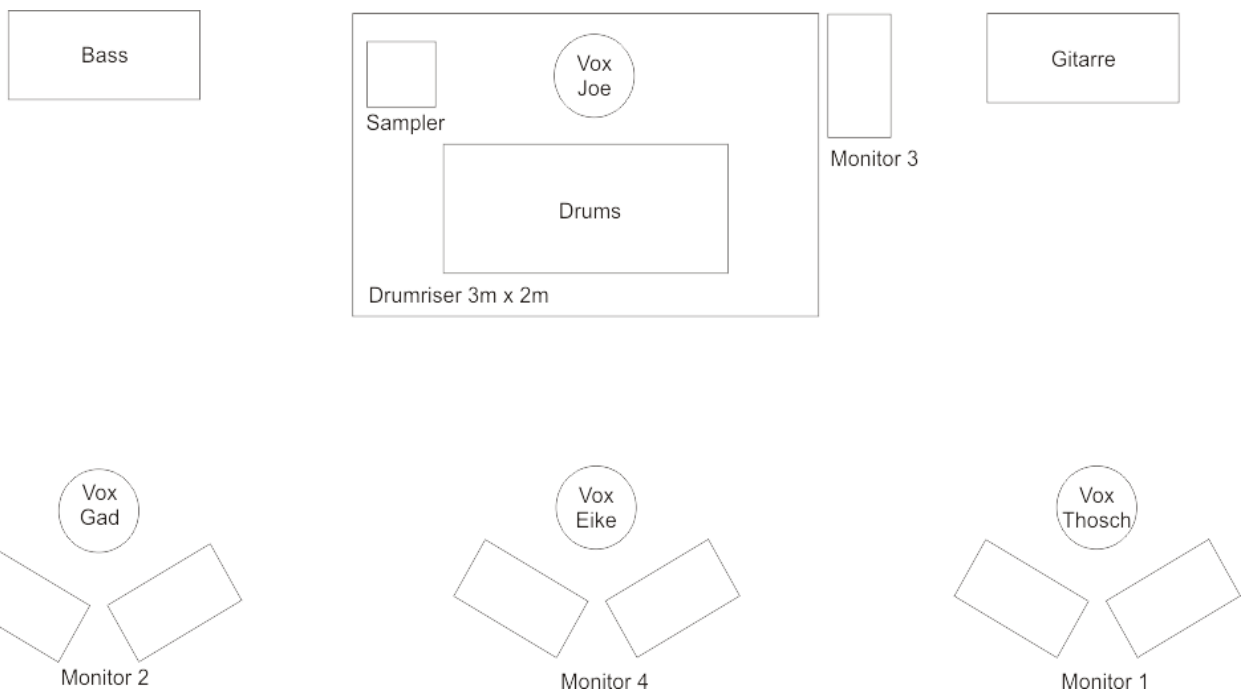 Bass
Vox
Joe
Gitarre
Sampler
Monitor 3
Drums
Drumriser 3m x 2m
Vox
Gad
Vox
Eike
Vox
Thosch
Monitor 2
Monitor 4
Monitor 1